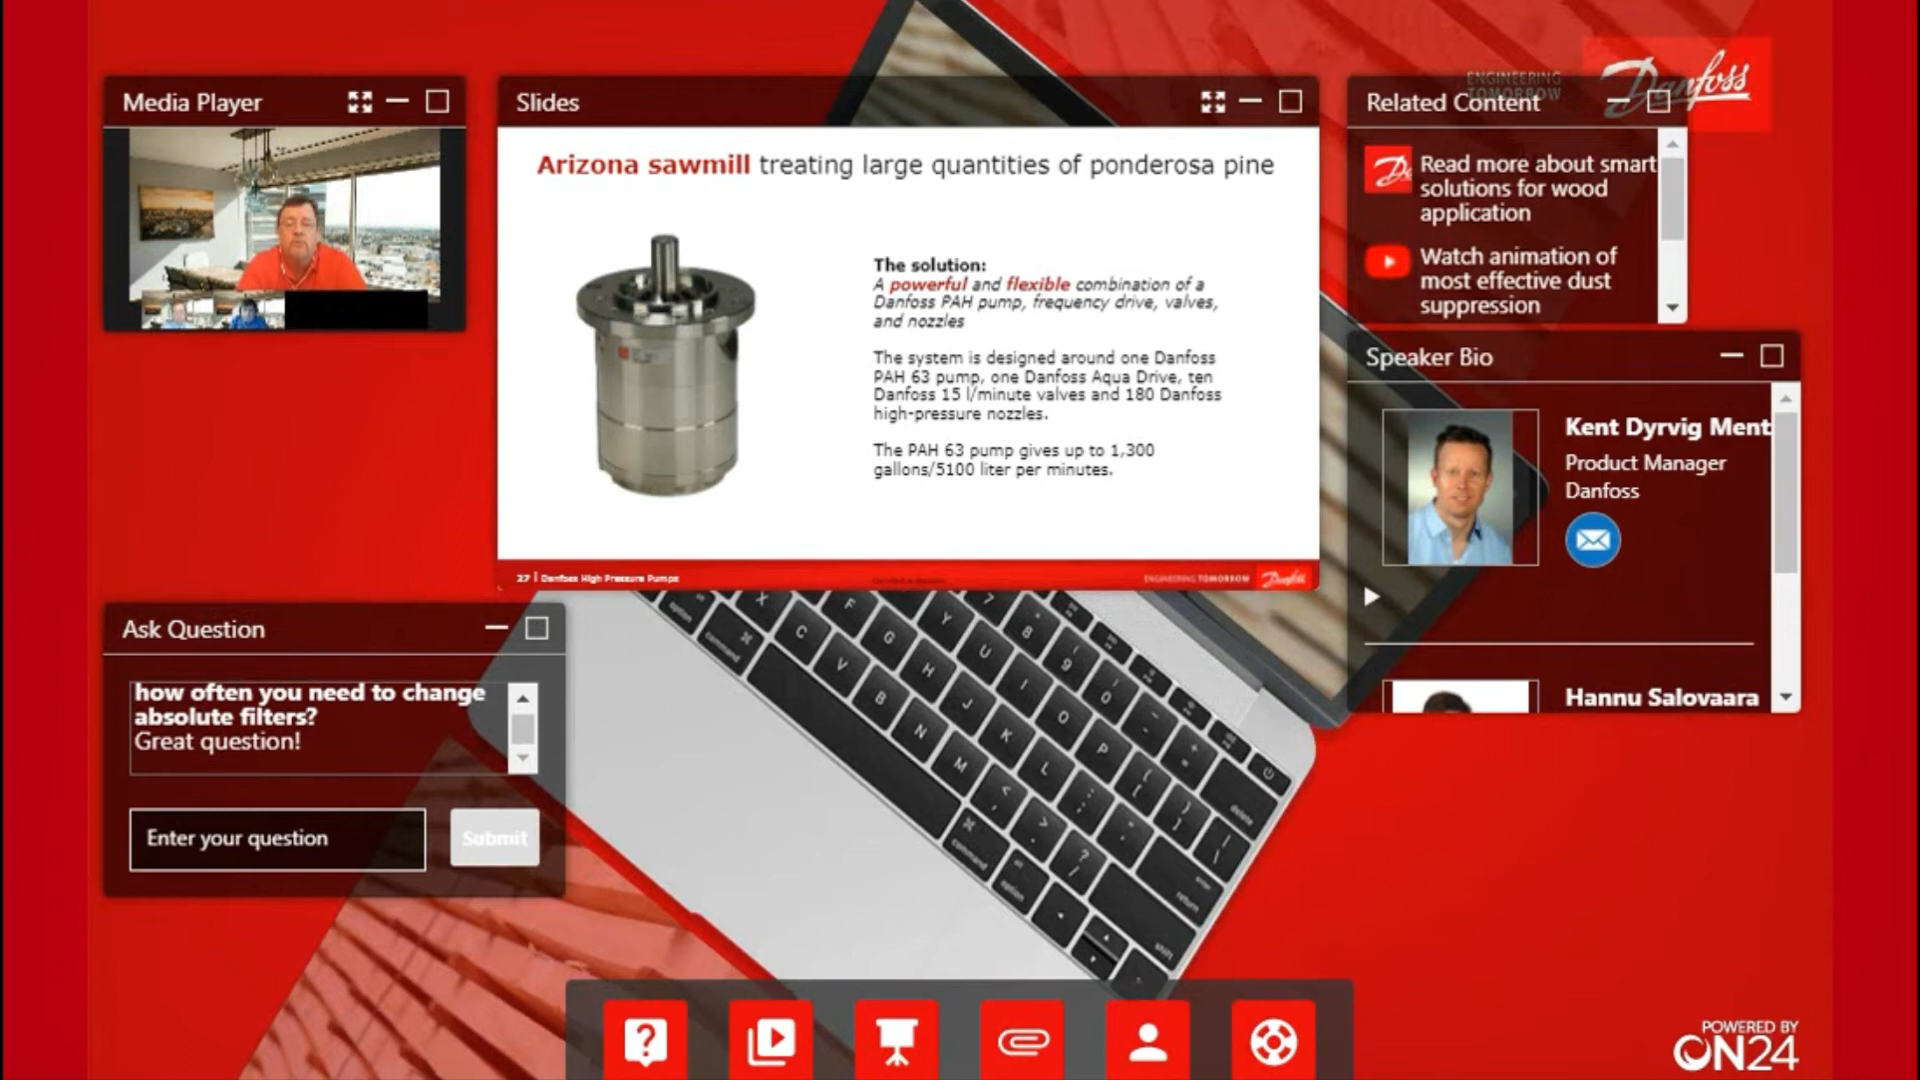 ENGINEERING
TOMORROW
Danfoss
Media Player
Slides
Related Content
Arizona sawmill treating large quantities of ponderosa pine
The solution:
A powerful and flexible combination of a
Danfoss PAH pump, frequency drive, valves,
and nozzles
The system is designed around one Danfoss
PAH 63 pump, one Danfoss Aqua Drive, ten
Danfoss 15 l/minute valves and 180 Danfoss
high-pressure nozzles.
The PAH 63 pump gives up to 1,300
gallons/5100 liter per minutes.
27 | Danfoss High Pressure Pumps
ENGINEERING TOMORROW
Danfoss
Read more about smart
solutions for wood
application
Watch animation of
most effective dust
suppression
Speaker Bio
Kent Dyrvig Ment
Product Manager
Danfoss
Hannu Salovaara
Ask Question
how often you need to change
absolute filters?
Great question!
Enter your question
Submit
POWERED BY
ON24